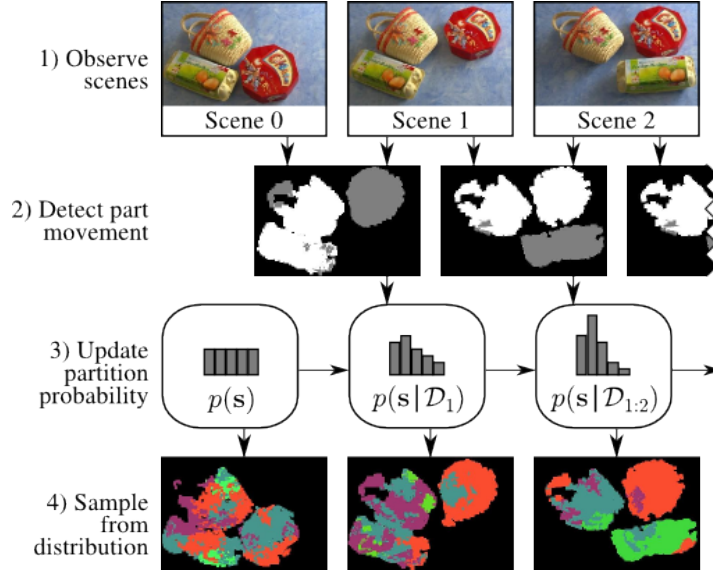 1) Observe
scenes
Scene 0
Scene 1
Scene 2
2) Detect part
movement
3) Update
partition
probability
p(s)
p(s | D₁)
p(s | D₁:₂)
4) Sample
from
distribution